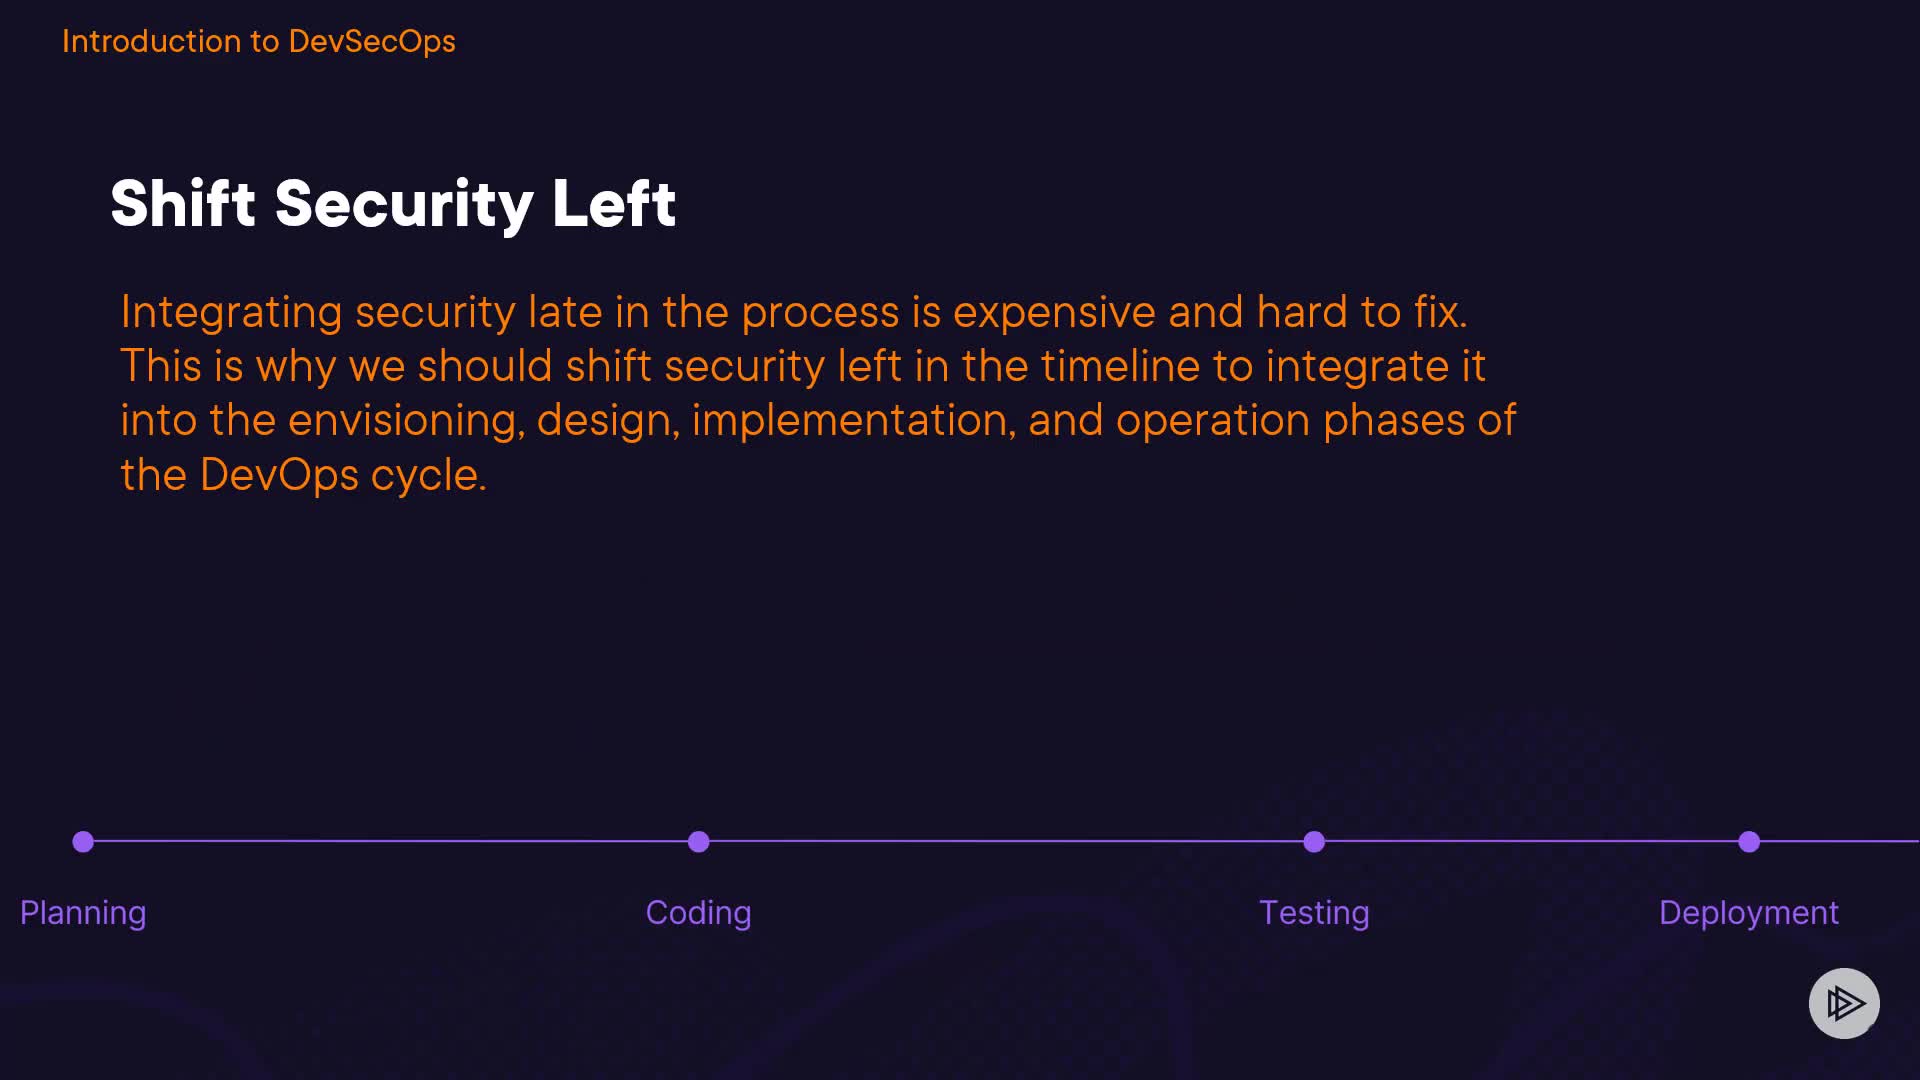 Introduction to DevSecOps
Shift Security Left
Integrating security late in the process is expensive and hard to fix.
This is why we should shift security left in the timeline to integrate it
into the envisioning, design, implementation, and operation phases of
the DevOps cycle.
Planning
Coding
Testing
Deployment